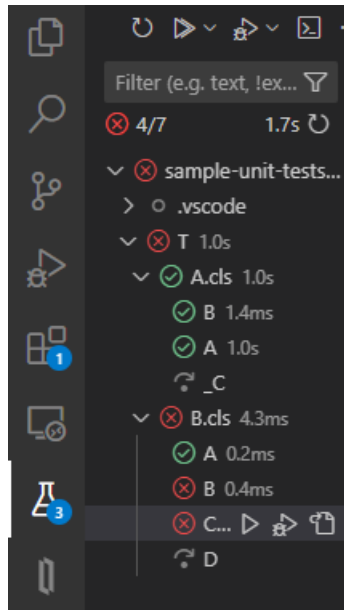 Filter (e.g. text, !ex...
4/7 1.7s
sample-unit-tests...
.vscode
T 1.0s
A.cls 1.0s
B 1.4ms
1
A 1.0s
_C
B.cls 4.3ms
A 0.2ms
3
B 0.4ms
C...
D